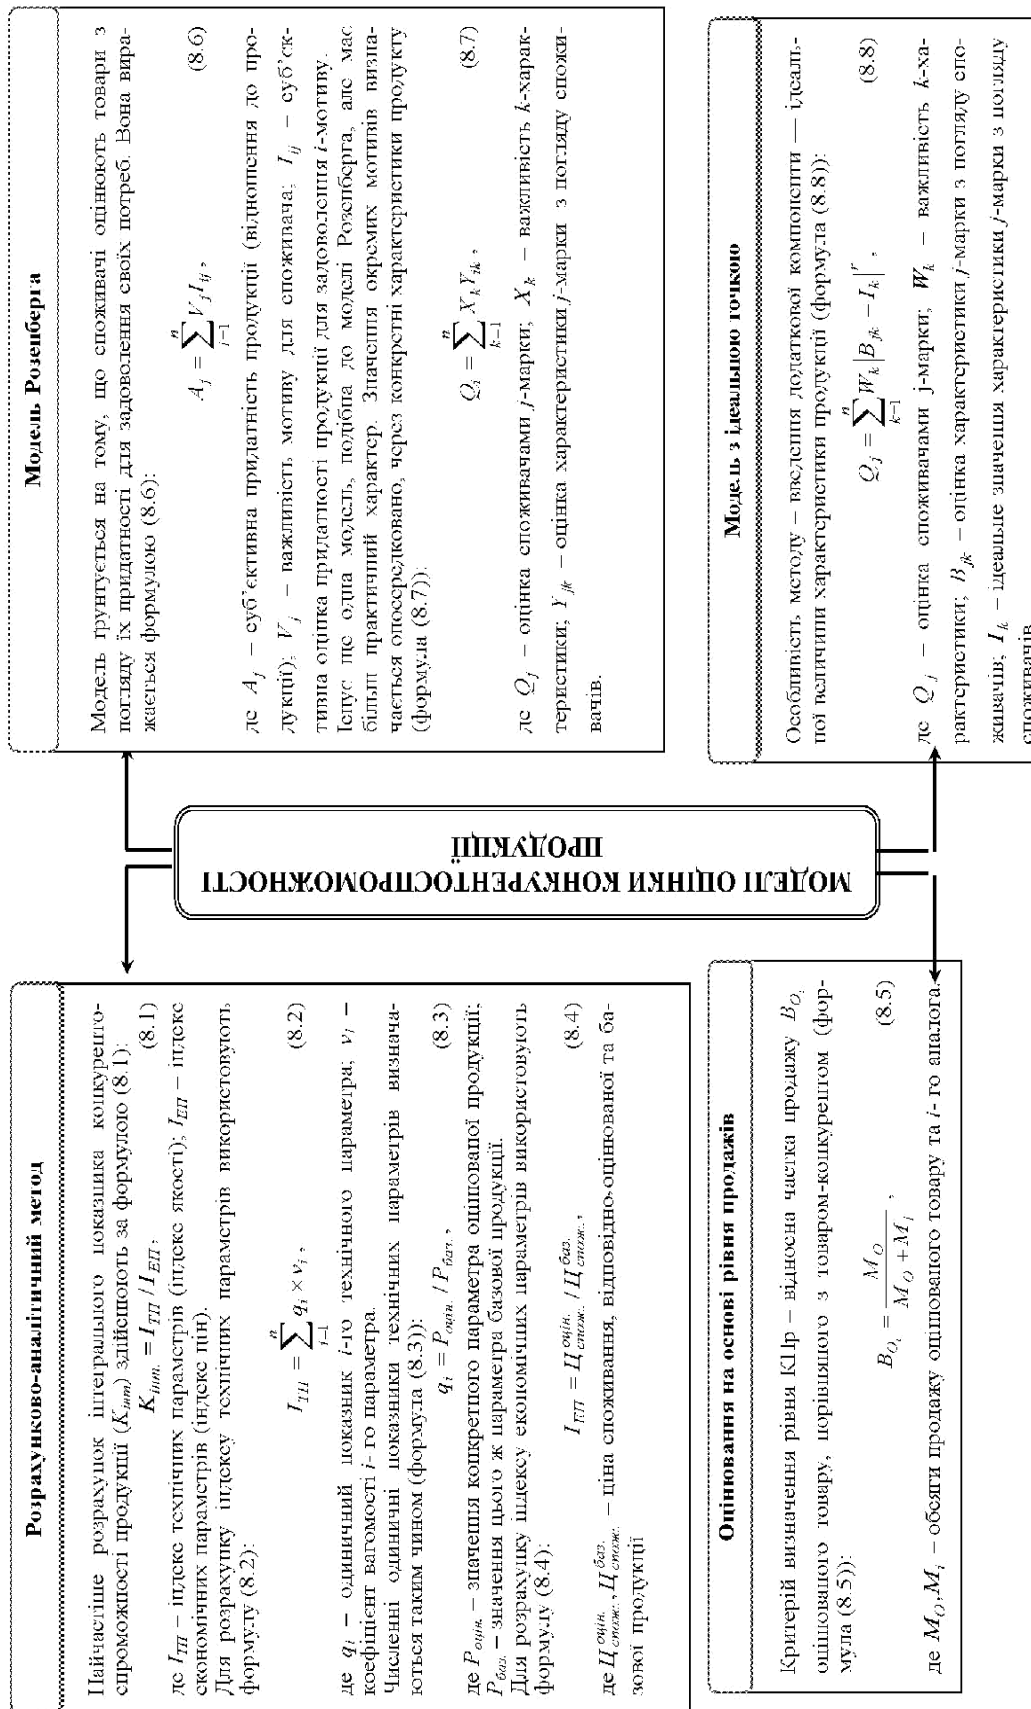 МОДЕЛІ ОЦІНКИ КОНКУРЕНТОСПРОМОЖНОСТІ
ПРОДУКЦІЇ
Розрахунково-аналітичний метод
Найчастіше розрахунок інтегрального показника конкуренто-
спроможності продукції (K_інт) здійснюють за формулою (8.1):
K_інт. = I_ТП / I_ЕП, (8.1)
де I_ТП – індекс технічних параметрів (індекс якості); I_ЕП – індекс
економічних параметрів (індекс цін).
Для розрахунку індексу технічних параметрів використовують
формулу (8.2):
I_ТП = ∑_{i=1}^{n} q_i × v_i, (8.2)
де q_i – одиничний показник i-го технічного параметра; v_i –
коефіцієнт вагомості i- го параметра.
Численні одиничні показники технічних параметрів визнача-
ються таким чином (формула (8.3)):
q_i = P_оцін. / P_баз., (8.3)
де P_оцін. – значення конкретного параметра оцінюваної продукції;
P_баз. – значення цього ж параметра базової продукції.
Для розрахунку індексу економічних параметрів використовують
формулу (8.4):
I_ЕП = Ц_спож.^оцін. / Ц_спож.^баз., (8.4)
де Ц_спож.^оцін., Ц_спож.^баз. – ціна споживання, відповідно, оцінюваної та ба-
зової продукції
Модель Розенберга
Модель ґрунтується на тому, що споживачі оцінюють товари з
погляду їх придатності для задоволення своїх потреб. Вона вира-
жається формулою (8.6):
A_j = ∑_{i=1}^{n} V_j I_ij, (8.6)
де A_j – суб'єктивна придатність продукції (відношення до про-
дукції); V_j – важливість мотиву для споживача; I_ij – суб'єк-
тивна оцінка придатності продукції для задоволення i-мотиву.
Існує ще одна модель, подібна до моделі Розенберга, але має
більш практичний характер. Значення окремих мотивів визна-
чається опосередковано, через конкретні характеристики продукту
(формула (8.7)):
Q_i = ∑_{k=1}^{n} X_k Y_ik, (8.7)
де Q_j – оцінка споживачами j-марки; X_k – важливість k-харак-
теристики; Y_jk – оцінка характеристики j-марки з погляду спожи-
вачів.
Оцінювання на основі рівня продажів
Критерій визначення рівня КПр – відносна частка продажу B_{O_i}
оцінюваного товару, порівняного з товаром-конкурентом (фор-
мула (8.5)):
B_{O_i} = M_O / (M_O + M_i), (8.5)
де M_O, M_i – обсяги продажу оцінюваного товару та i- го аналога.
Модель з ідеальною точкою
Особливість методу – введення додаткової компоненти — ідеаль-
ної величини характеристики продукції (формула (8.8)):
Q_j = ∑_{k=1}^{n} W_k |B_jk − I_k|^r, (8.8)
де Q_j – оцінка споживачами j-марки; W_k – важливість k-ха-
рактеристики; B_jk – оцінка характеристики j-марки з погляду спо-
живачів; I_k – ідеальне значення характеристики j-марки з погляду
споживачів